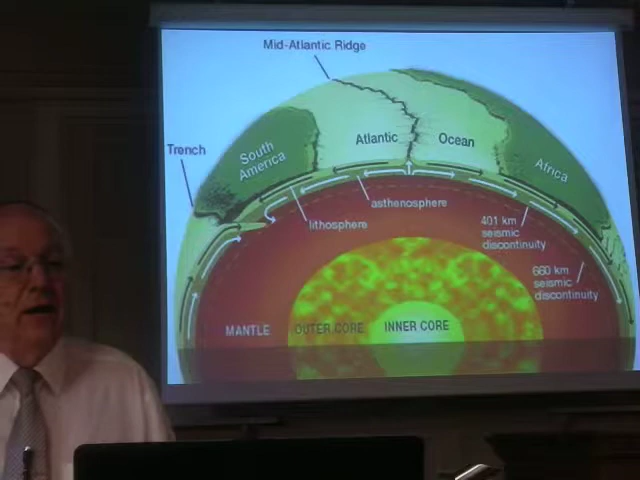 Mid-Atlantic Ridge
Trench
South
America
Atlantic
Ocean
Africa
asthenosphere
lithosphere
401 km
seismic
discontinuity
660 km
seismic
discontinuity
MANTLE
OUTER CORE
INNER CORE